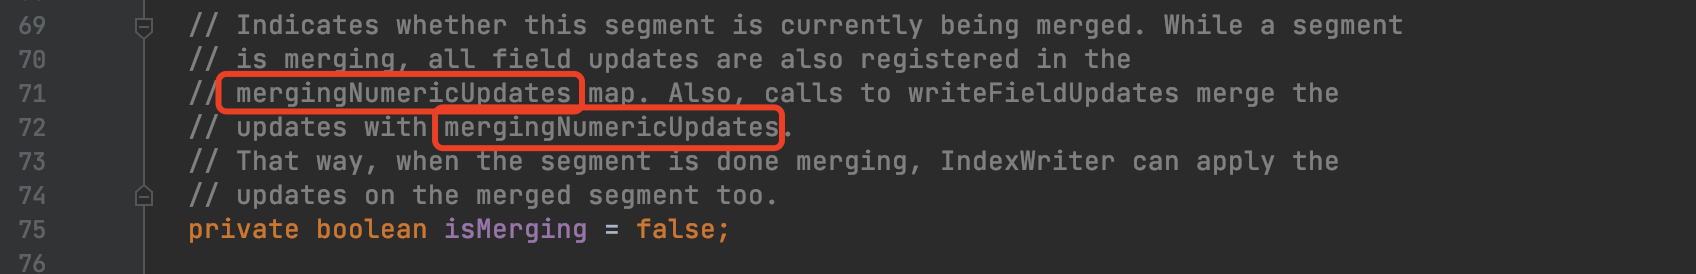 69 // Indicates whether this segment is currently being merged. While a segment
70 // is merging, all field updates are also registered in the
71 // mergingNumericUpdates map. Also, calls to writeFieldUpdates merge the
72 // updates with mergingNumericUpdates.
73 // That way, when the segment is done merging, IndexWriter can apply the
74 // updates on the merged segment too.
75 private boolean isMerging = false;
76